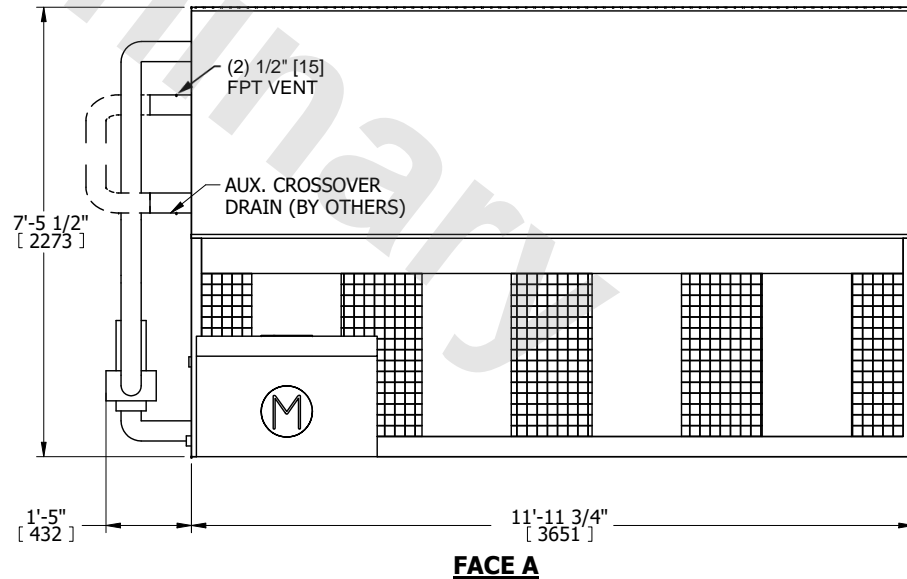 (2) 1/2" [15]
FPT VENT
AUX. CROSSOVER
DRAIN (BY OTHERS)
7'-5 1/2"
[ 2273 ]
M
1'-5"
[ 432 ]
11'-11 3/4"
[ 3651 ]
FACE A